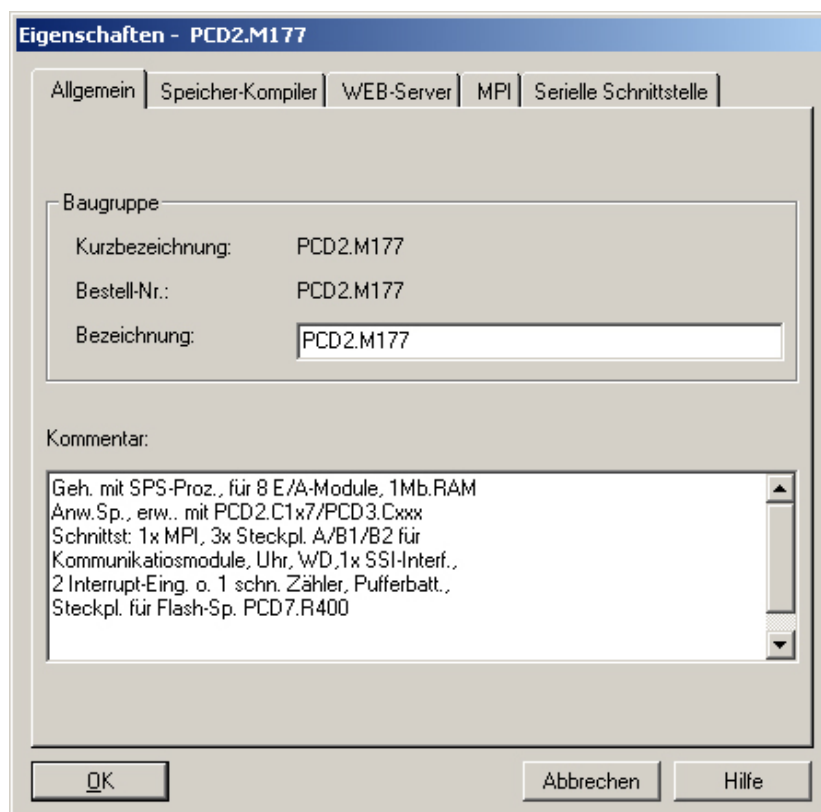 Eigenschaften - PCD2.M177
Allgemein Speicher-Kompiler WEB-Server MPI Serielle Schnittstelle
Baugruppe
Kurzbezeichnung: PCD2.M177
Bestell-Nr.: PCD2.M177
Bezeichnung: PCD2.M177
Kommentar:
Geh. mit SPS-Proz., für 8 E/A-Module, 1Mb.RAM
Anw.Sp., erw.. mit PCD2.C1x7/PCD3.Cxxx
Schnittst: 1x MPI, 3x Steckpl. A/B1/B2 für
Kommunikatiosmodule, Uhr, WD,1x SSI-Interf.,
2 Interrupt-Eing. o. 1 schn. Zähler, Pufferbatt.,
Steckpl. für Flash-Sp. PCD7.R400
OK Abbrechen Hilfe